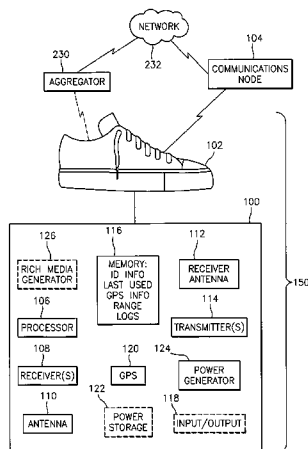 NETWORK
230
232
104
AGGREGATOR
COMMUNICATIONS
NODE
102
100
126
116
112
RICH MEDIA
GENERATOR
MEMORY:
ID INFO
LAST USED
GPS INFO
RANGE
LOGS
RECEIVER
ANTENNA
150
106
114
PROCESSOR
TRANSMITTER(S)
108
120
124
RECEIVER(S)
GPS
POWER
GENERATOR
110
122
118
ANTENNA
POWER
STORAGE
INPUT/OUTPUT